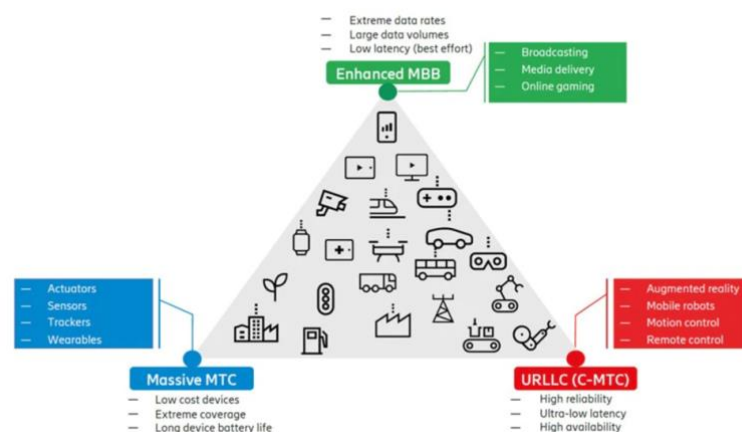 — Extreme data rates
— Large data volumes
— Low latency (best effort)
Enhanced MBB
— Broadcasting
— Media delivery
— Online gaming
— Actuators
— Sensors
— Trackers
— Wearables
— Augmented reality
— Mobile robots
— Motion control
— Remote control
Massive MTC
— Low cost devices
— Extreme coverage
— Long device battery life
URLLC (C-MTC)
— High reliability
— Ultra-low latency
— High availability